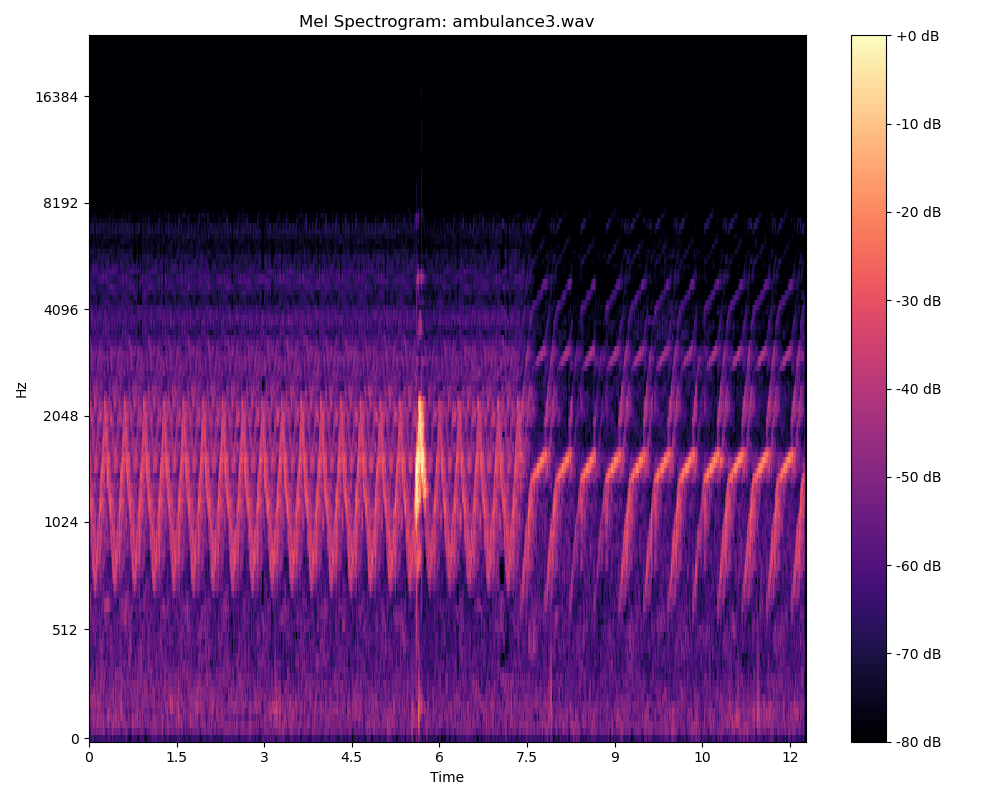 Mel Spectrogram: ambulance3.wav
+0 dB
16384
-10 dB
-20 dB
8192
-30 dB
4096
Hz
-40 dB
2048
-50 dB
1024
-60 dB
512
-70 dB
0
-80 dB
0 1.5 3 4.5 6 7.5 9 10 12
Time